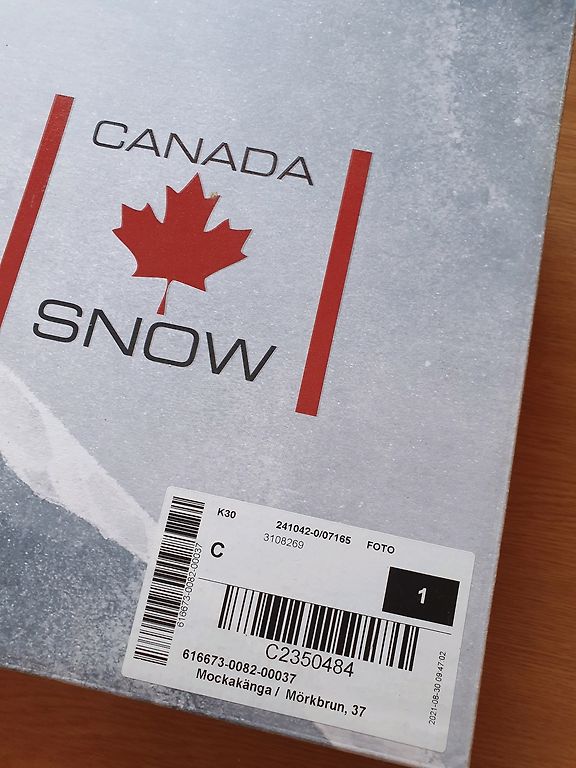 CANADA
SNOW
K30 241042-0/07165 FOTO
3108269
C
1
616673-0082-00037
C2350484
616673-0082-00037
Mockakänga / Mörkbrun, 37
2021-08-30 09:47:02